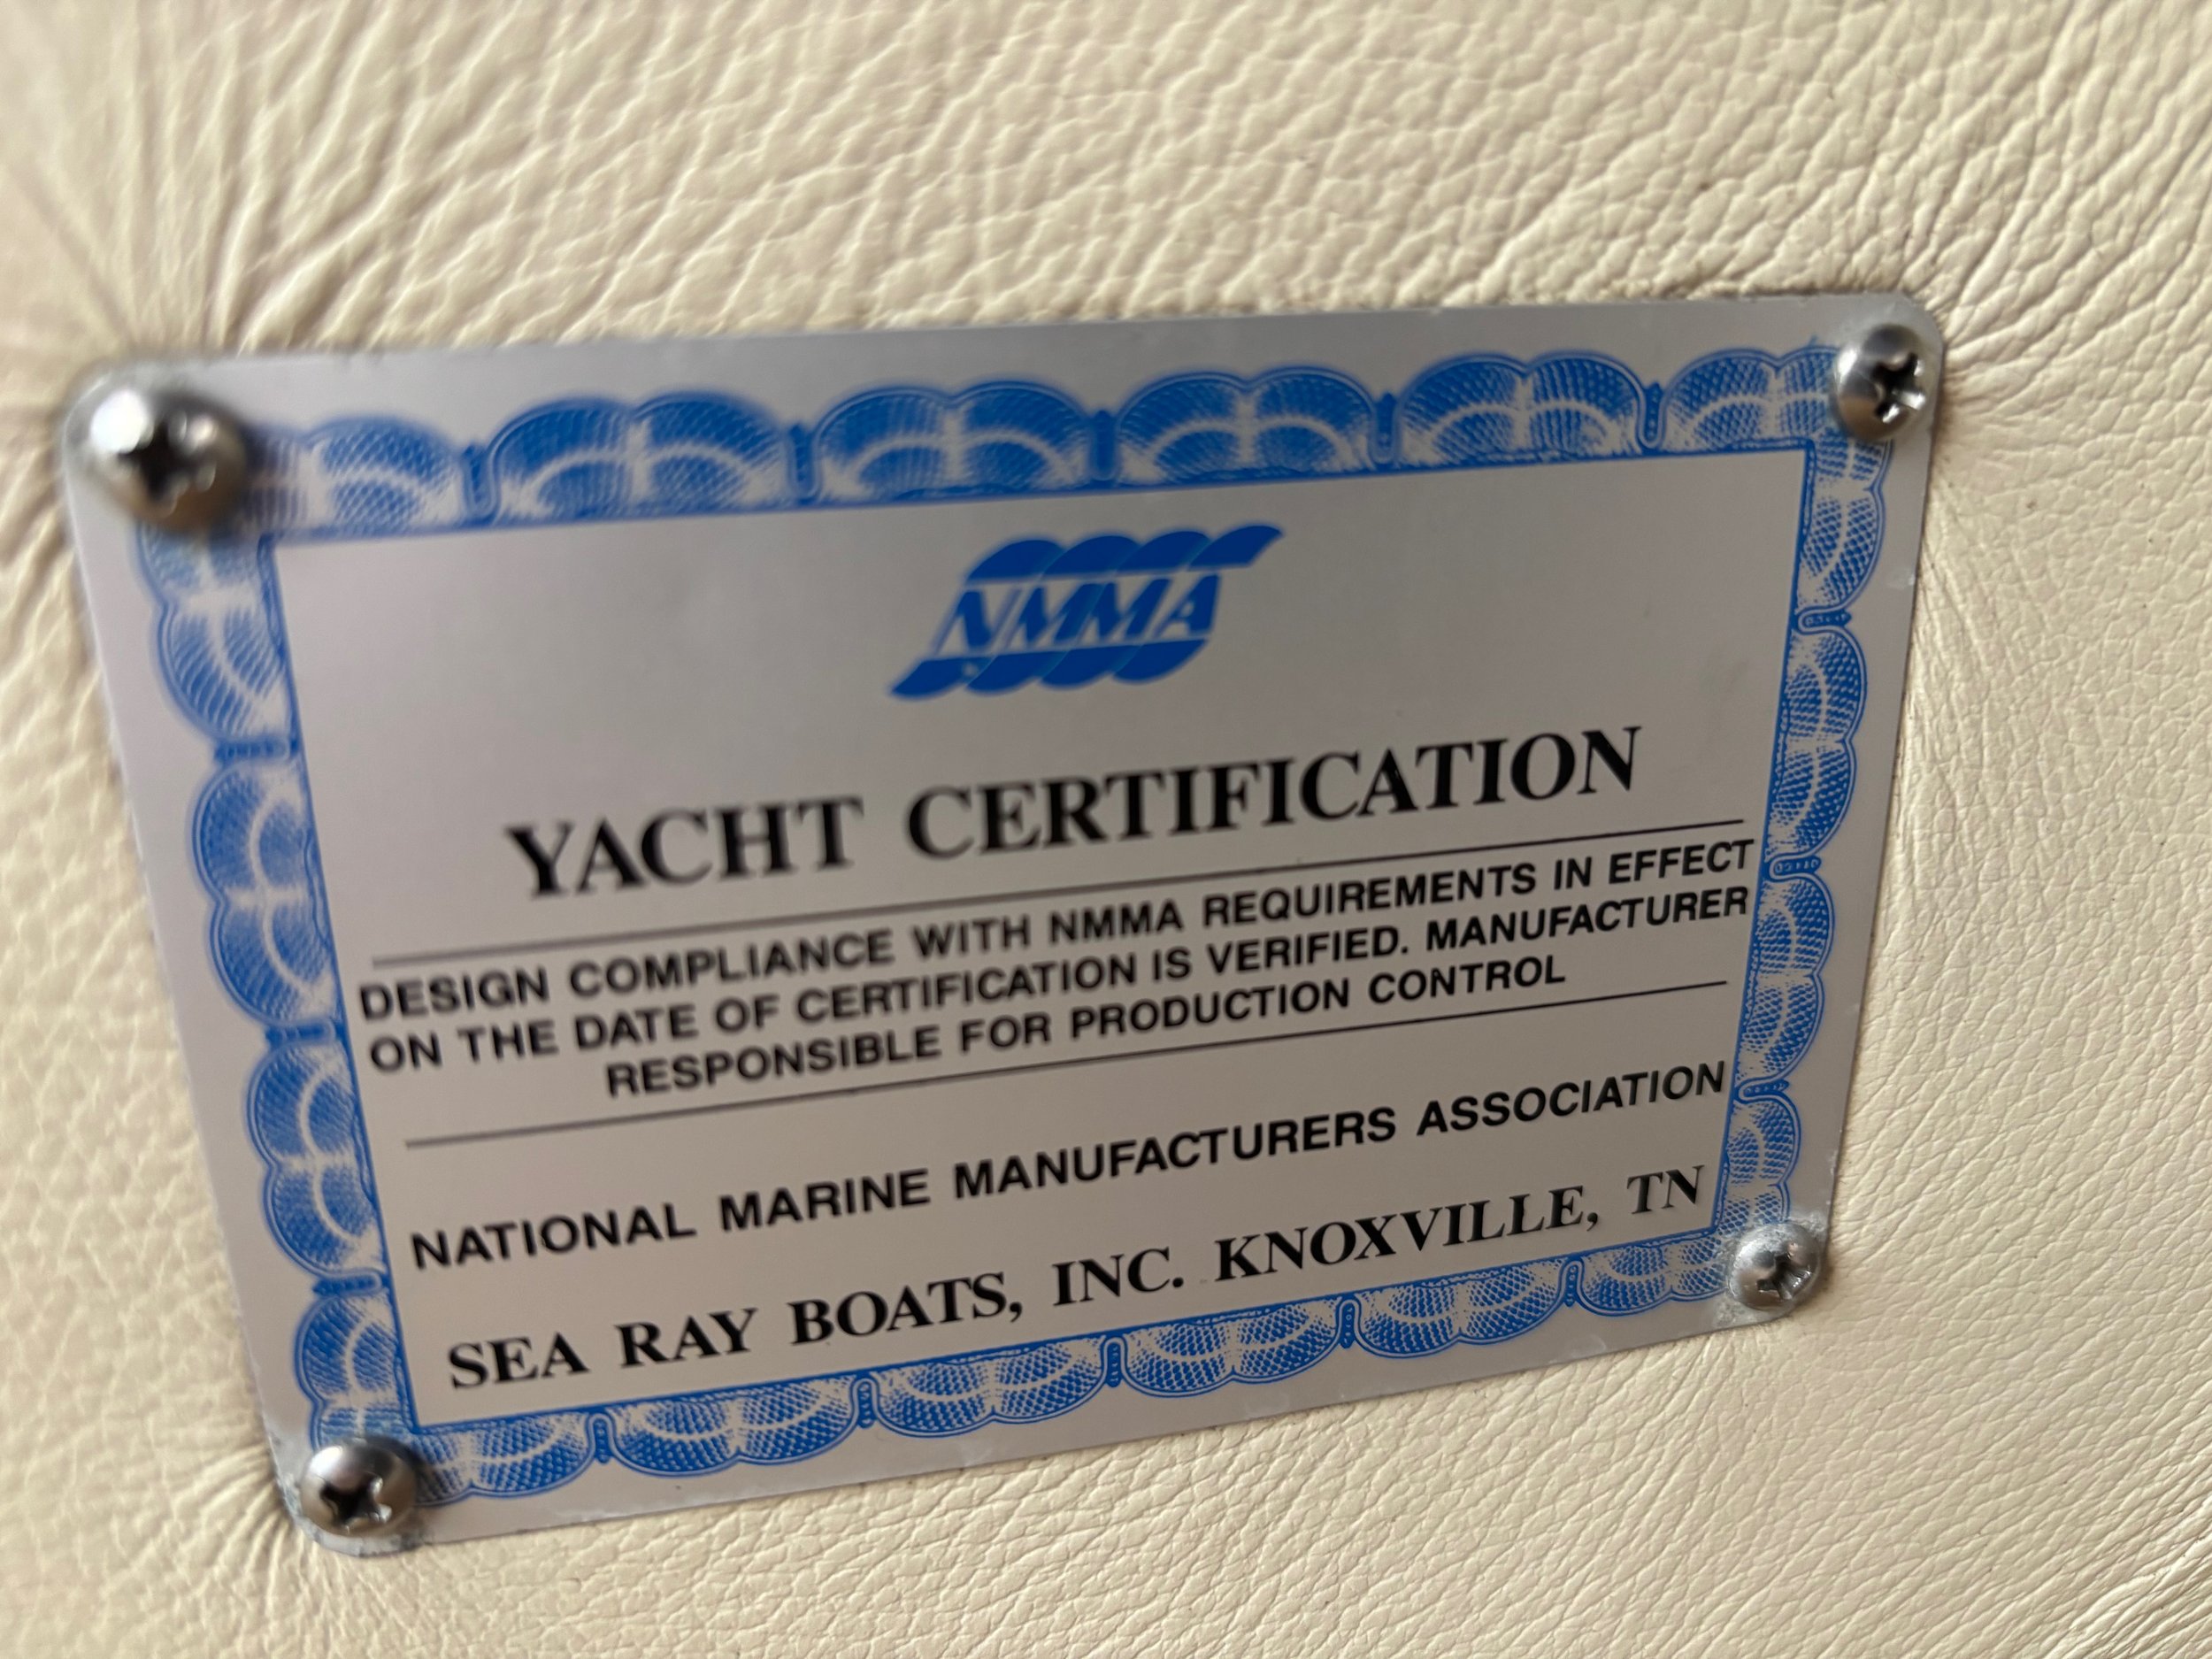 NMMA
YACHT CERTIFICATION
DESIGN COMPLIANCE WITH NMMA REQUIREMENTS IN EFFECT
ON THE DATE OF CERTIFICATION IS VERIFIED. MANUFACTURER
RESPONSIBLE FOR PRODUCTION CONTROL
NATIONAL MARINE MANUFACTURERS ASSOCIATION
SEA RAY BOATS, INC. KNOXVILLE, TN